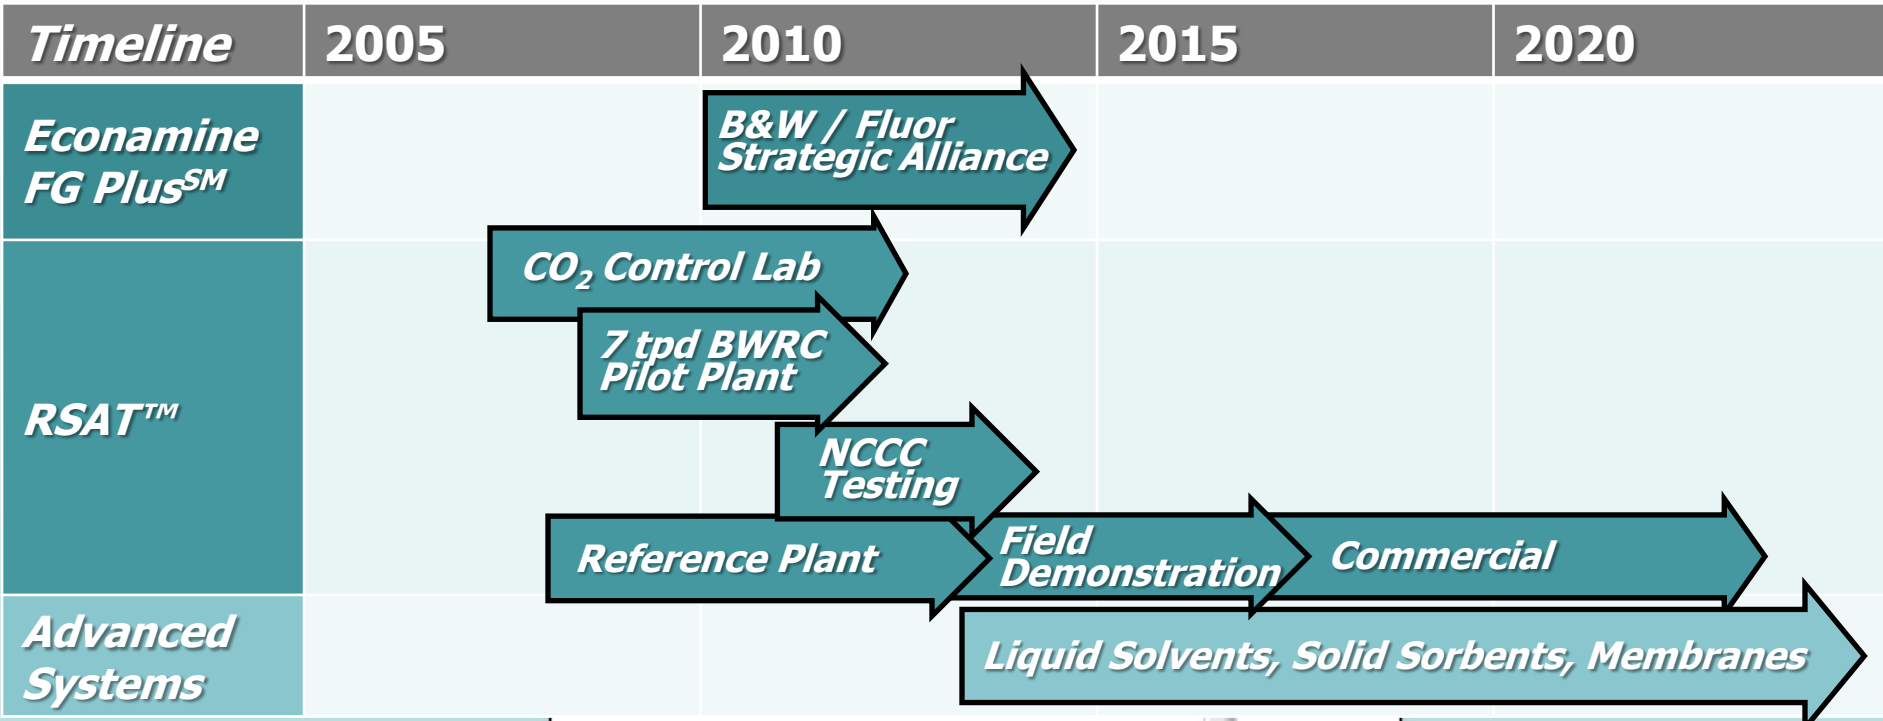 Timeline
2005
2010
2015
2020
Econamine
FG Plus℠
B&W / Fluor
Strategic Alliance
RSAT™
CO₂ Control Lab
7 tpd BWRC
Pilot Plant
NCCC
Testing
Reference Plant
Field
Demonstration
Commercial
Advanced
Systems
Liquid Solvents, Solid Sorbents, Membranes